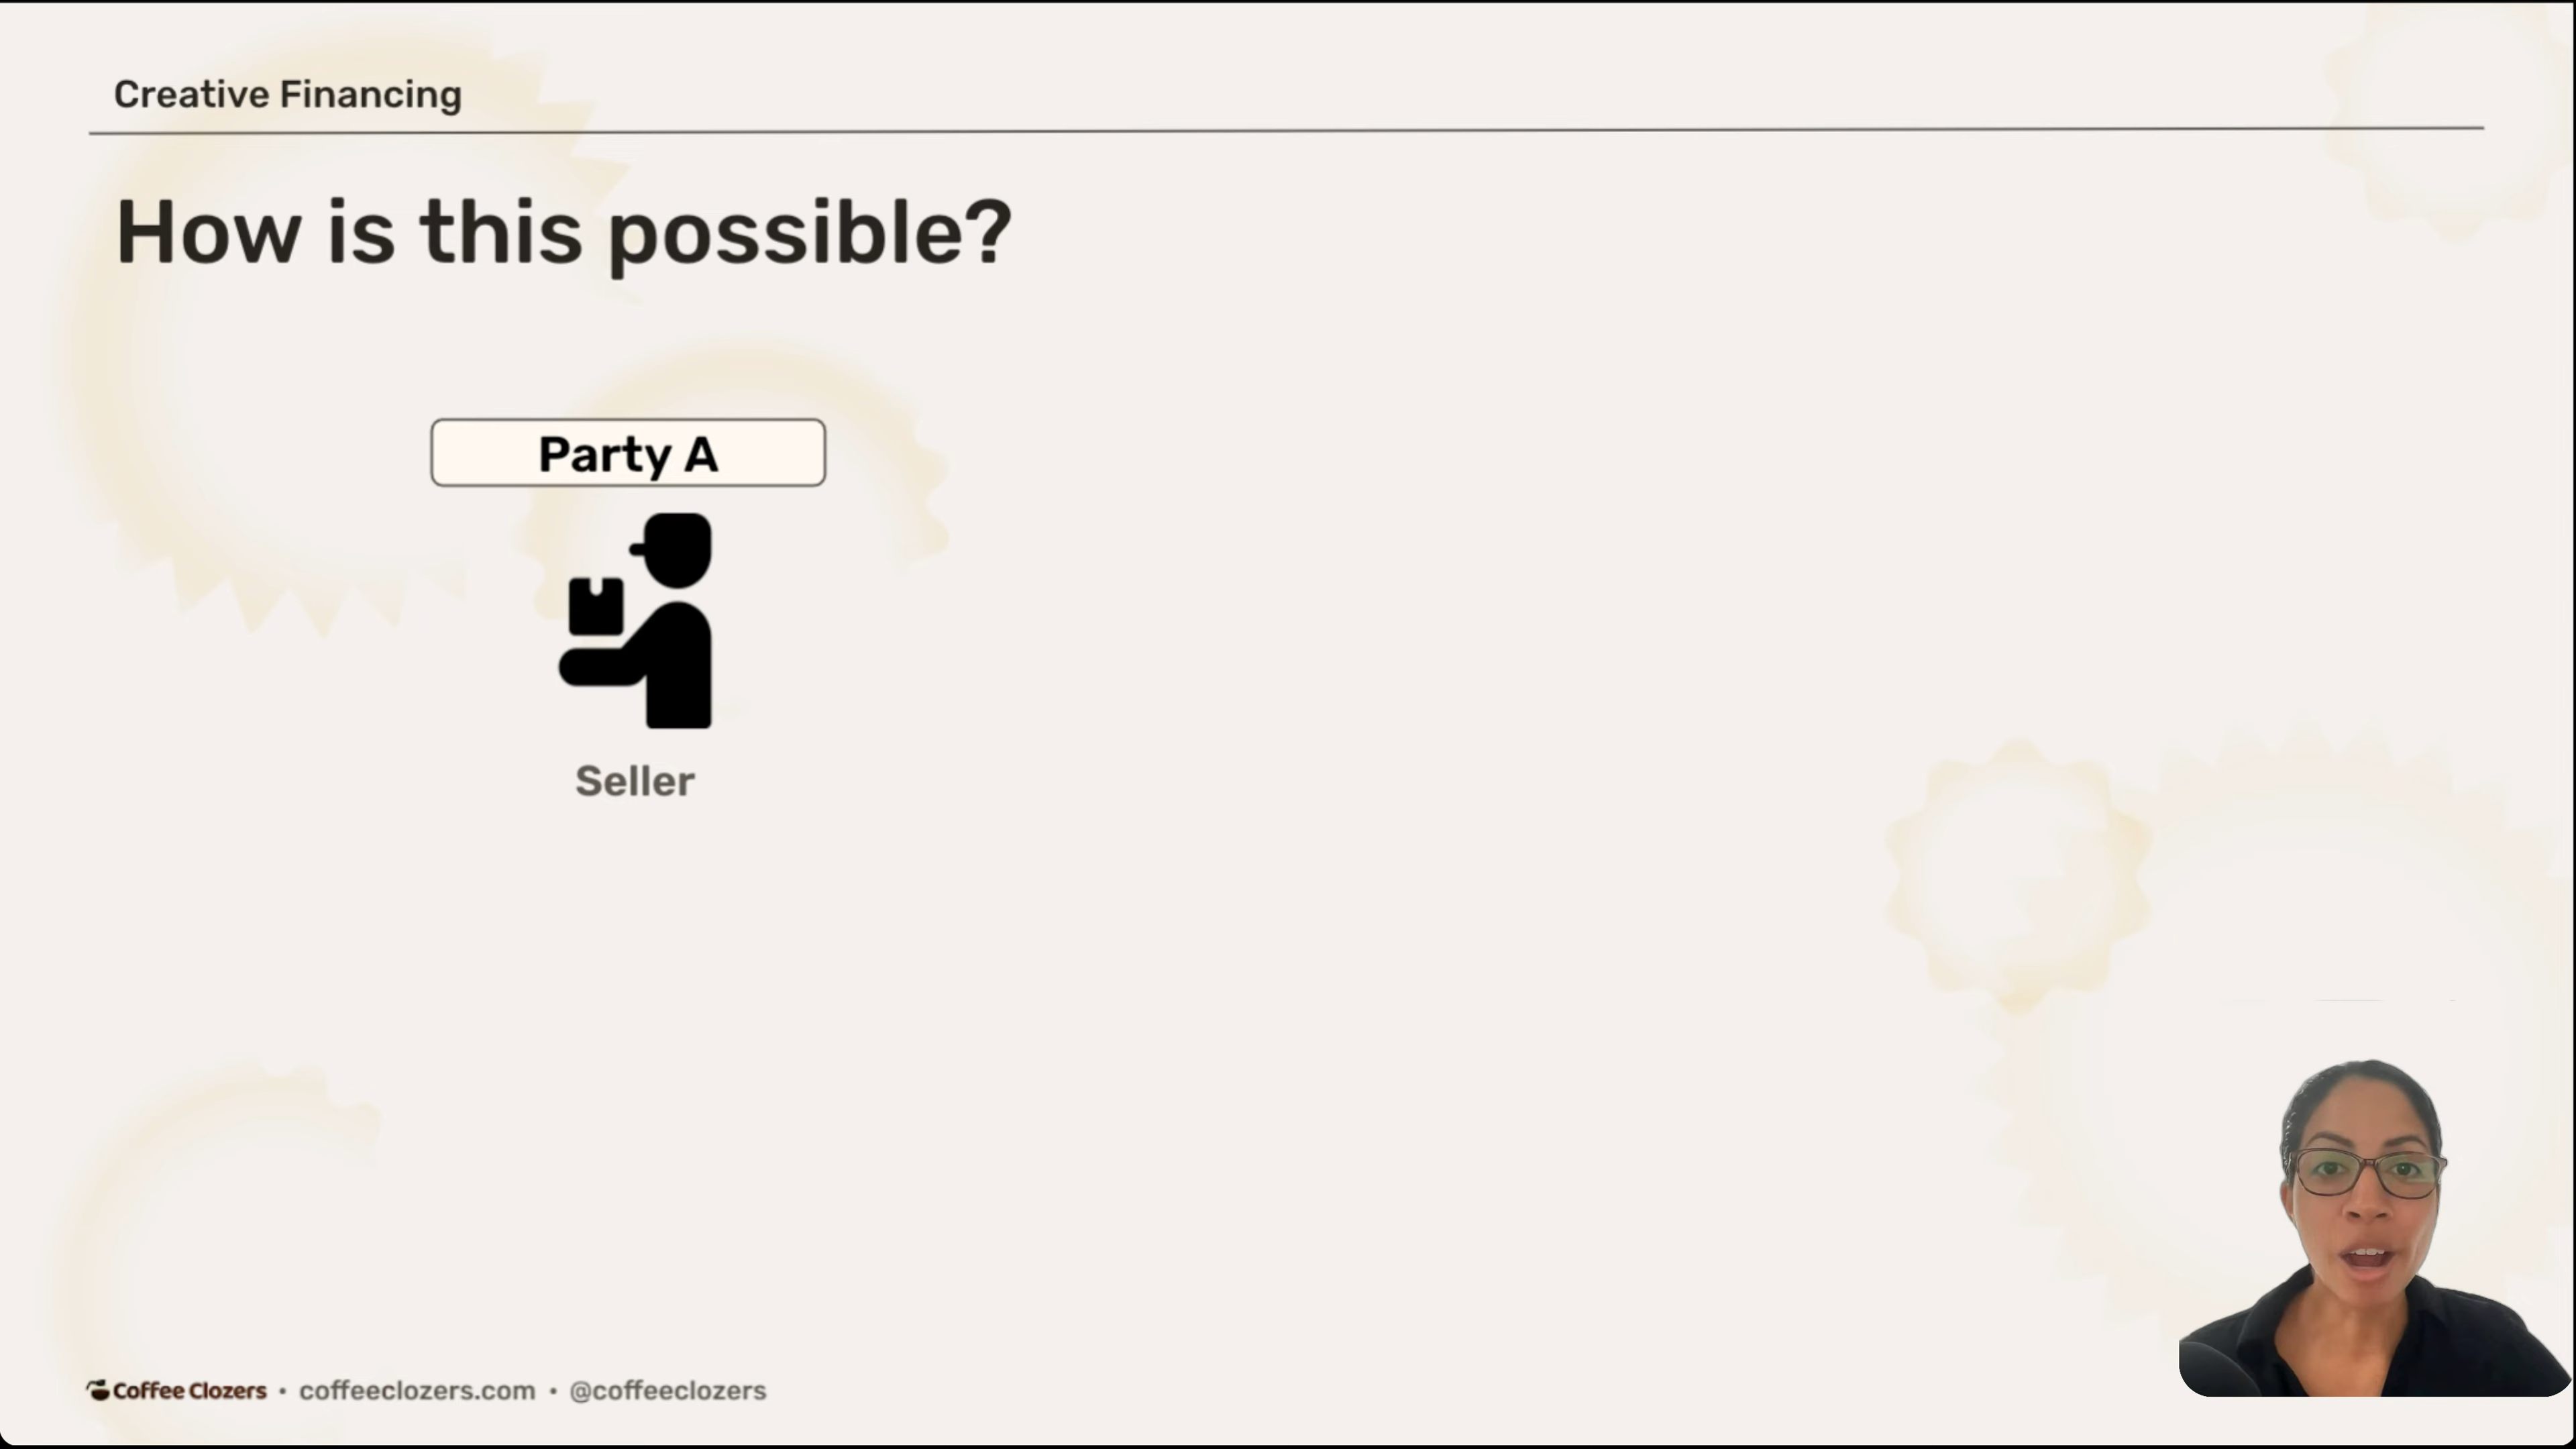 Creative Financing
How is this possible?
Party A
Seller
Coffee Clozers • coffeeclozers.com • @coffeeclozers